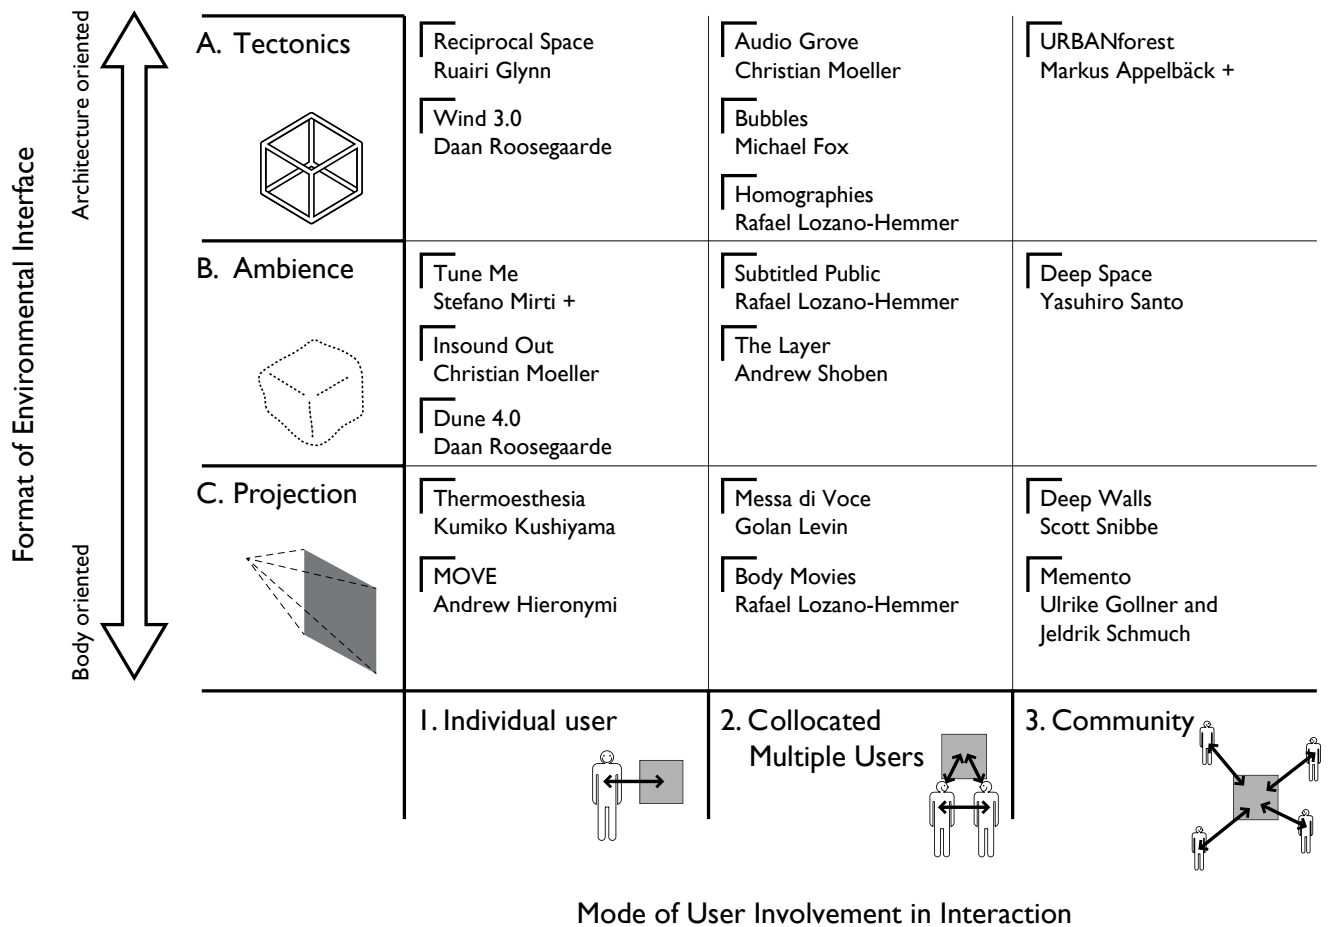 Format of Environmental Interface
Architecture oriented
Body oriented
A. Tectonics
Reciprocal Space
Ruairi Glynn
Wind 3.0
Daan Roosegaarde
Audio Grove
Christian Moeller
Bubbles
Michael Fox
Homographies
Rafael Lozano-Hemmer
URBANforest
Markus Appelbäck +
B. Ambience
Tune Me
Stefano Mirti +
Insound Out
Christian Moeller
Dune 4.0
Daan Roosegaarde
Subtitled Public
Rafael Lozano-Hemmer
The Layer
Andrew Shoben
Deep Space
Yasuhiro Santo
C. Projection
Thermoesthesia
Kumiko Kushiyama
MOVE
Andrew Hieronymi
Messa di Voce
Golan Levin
Body Movies
Rafael Lozano-Hemmer
Deep Walls
Scott Snibbe
Memento
Ulrike Gollner and
Jeldrik Schmuch
1. Individual user
2. Collocated
Multiple Users
3. Community
Mode of User Involvement in Interaction